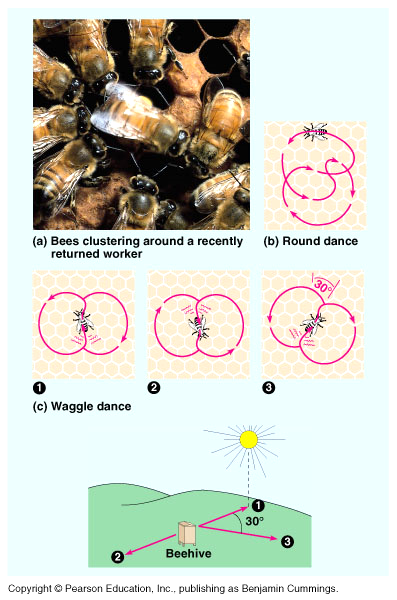 (a) Bees clustering around a recently
returned worker
(b) Round dance
30°
1
2
3
(c) Waggle dance
1
30°
3
2
Beehive
Copyright © Pearson Education, Inc., publishing as Benjamin Cummings.